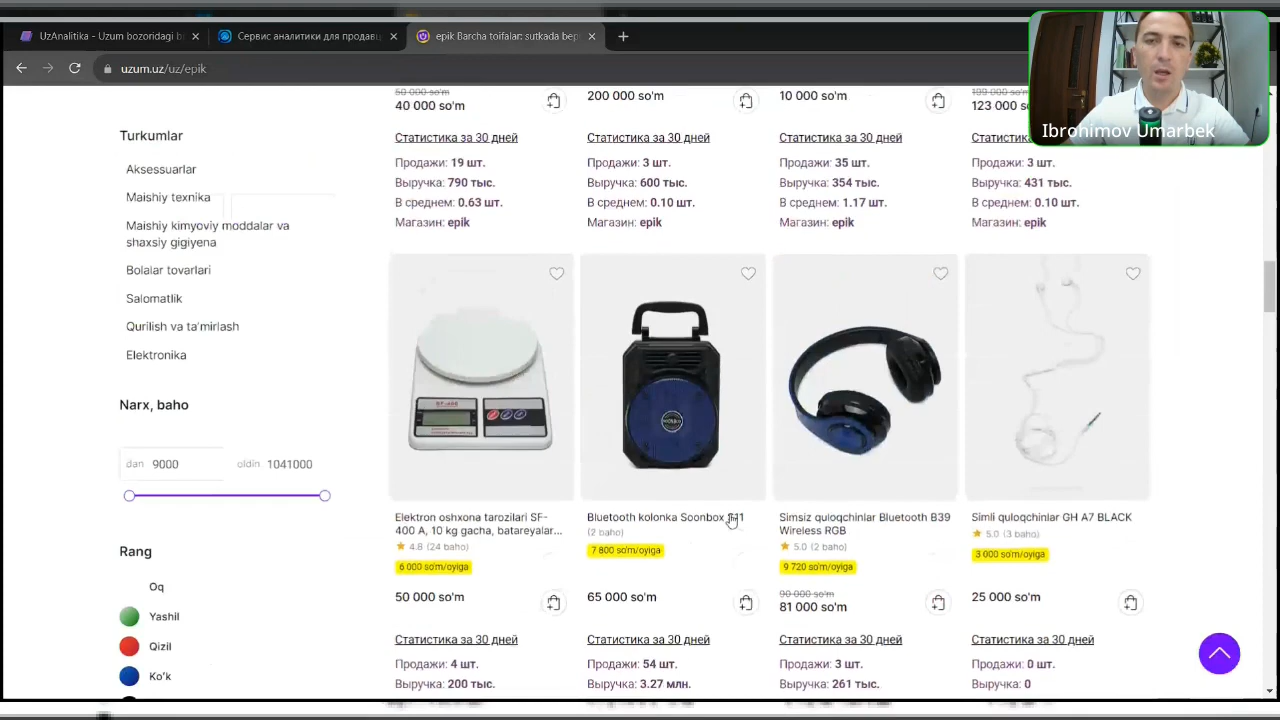 UzAnalitika - Uzum bozoridagi b
Сервис аналитики для продавц
epik Barcha toifalar: sutkada bep
uzum.uz/uz/epik
Ibrohimov Umarbek
50 000 so'm
40 000 so'm
200 000 so'm
10 000 so'm
123 000 so'm
Статистика за 30 дней
Статистика за 30 дней
Статистика за 30 дней
Статистика за 30 дней
Продажи: 19 шт.
Продажи: 3 шт.
Продажи: 35 шт.
Продажи: 3 шт.
Выручка: 790 тыс.
Выручка: 600 тыс.
Выручка: 354 тыс.
Выручка: 431 тыс.
В среднем: 0.63 шт.
В среднем: 0.10 шт.
В среднем: 1.17 шт.
В среднем: 0.10 шт.
Магазин: epik
Магазин: epik
Магазин: epik
Магазин: epik
Turkumlar
Aksessuarlar
Maishiy texnika
Maishiy kimyoviy moddalar va
shaxsiy gigiyena
Bolalar tovarlari
Salomatlik
Qurilish va ta'mirlash
Elektronika
Narx, baho
dan 9000
oldin 1041000
Rang
Oq
Yashil
Qizil
Ko'k
Elektron oshxona tarozilari SF-
400 A, 10 kg gacha, batareyalar...
4.8 (24 baho)
6 000 so'm/oyiga
50 000 so'm
Статистика за 30 дней
Продажи: 4 шт.
Выручка: 200 тыс.
Bluetooth kolonka Soonbox
(2 baho)
7 800 so'm/oyiga
65 000 so'm
Статистика за 30 дней
Продажи: 54 шт.
Выручка: 3.27 млн.
Simsiz quloqchinlar Bluetooth B39
Wireless RGB
5.0 (2 baho)
9 720 so'm/oyiga
90 000 so'm
81 000 so'm
Статистика за 30 дней
Продажи: 3 шт.
Выручка: 261 тыс.
Simli quloqchinlar GH A7 BLACK
5.0 (3 baho)
3 000 so'm/oyiga
25 000 so'm
Статистика за 30 дней
Продажи: 0 шт.
Выручка: 0